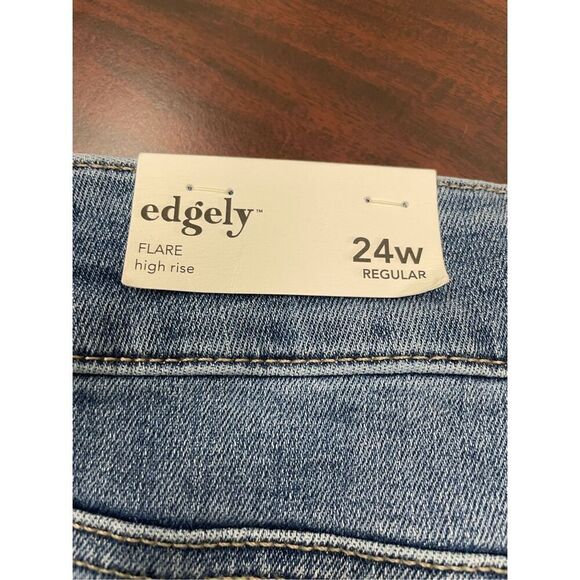 edgely™
FLARE
high rise
24w
REGULAR